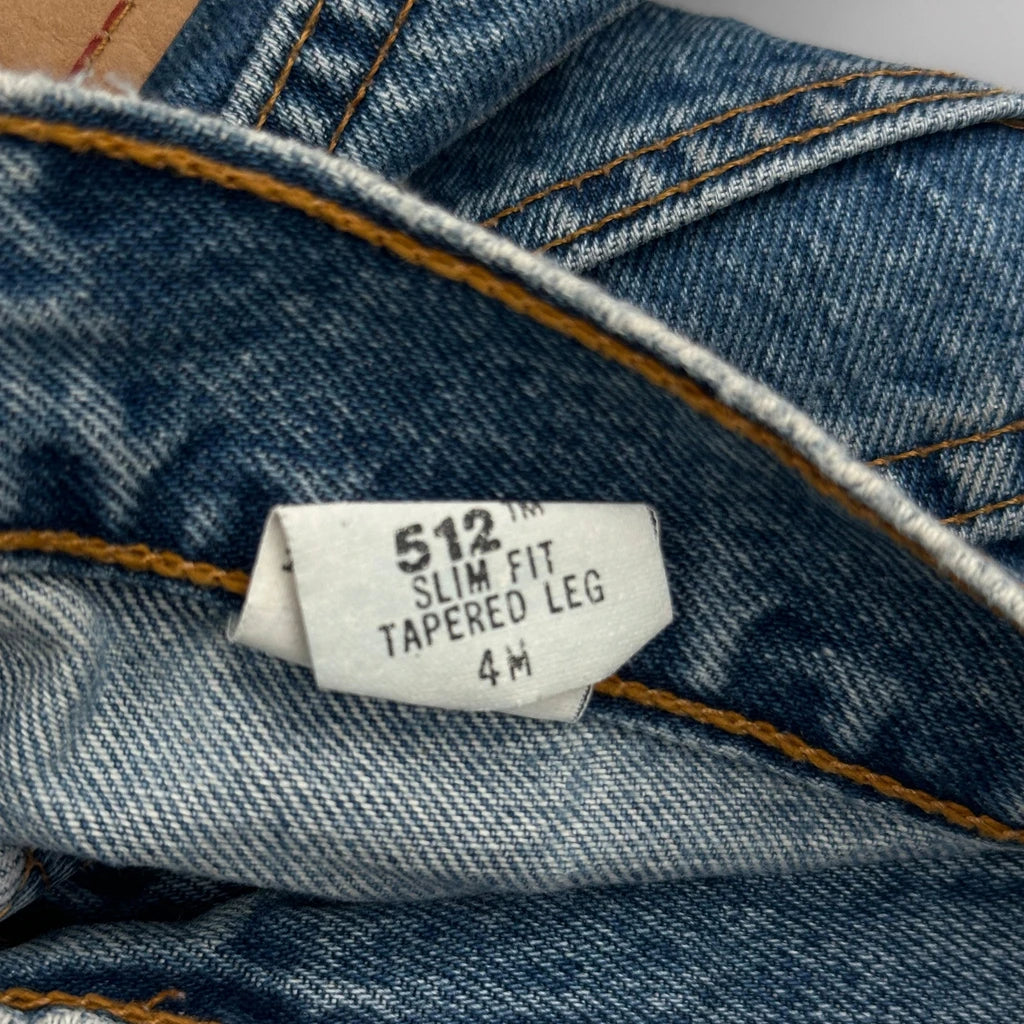 512™
SLIM FIT
TAPERED LEG
4M